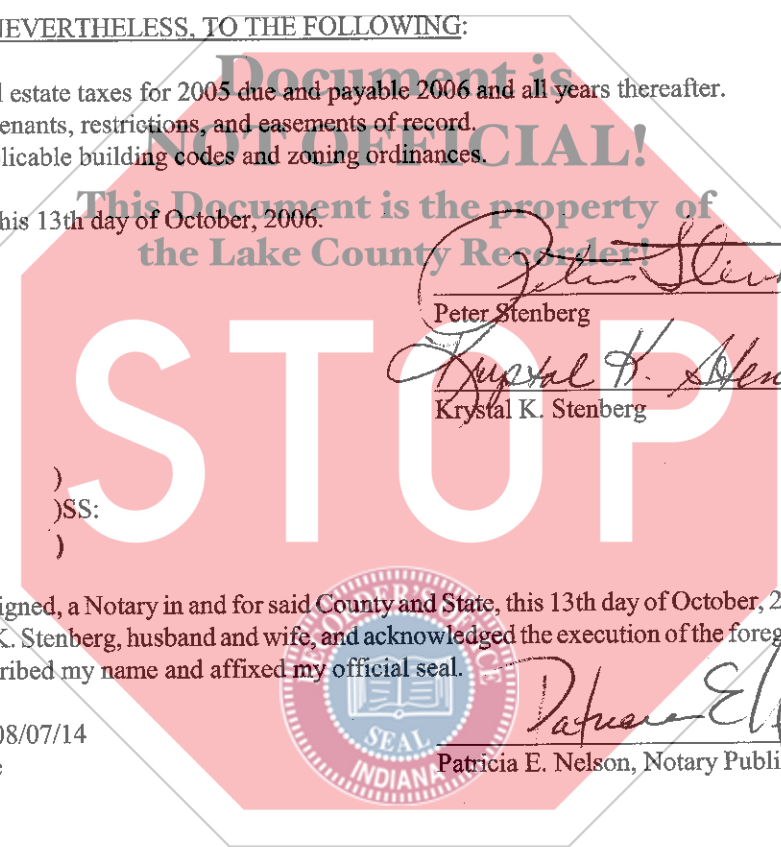 NEVERTHELESS, TO THE FOLLOWING:
Document is
l estate taxes for 2005 due and payable 2006 and all years thereafter.
enants, restrictions, and easements of record.
NOT OFFICIAL!
licable building codes and zoning ordinances.
This Document is the property of
his 13th day of October, 2006.
the Lake County Recorder!
Peter Stenberg
Krystal K. Sten
Krystal K. Stenberg
STOP
)
)SS:
)
igned, a Notary in and for said County and State, this 13th day of October, 2
K. Stenberg, husband and wife, and acknowledged the execution of the foreg
ribed my name and affixed my official seal.
RECORDER'S OFFICE
SEAL
INDIANA
Patricia E
08/07/14
Patricia E. Nelson, Notary Publi